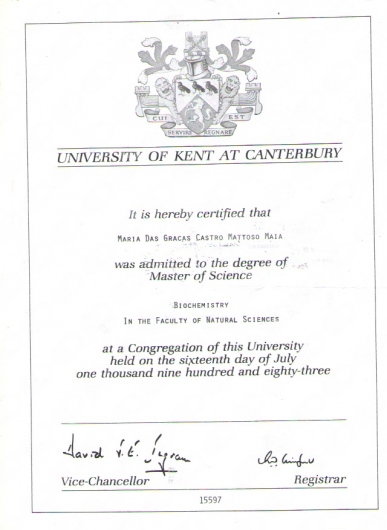 CUI EST
SERVIRE REGNARE
UNIVERSITY OF KENT AT CANTERBURY
It is hereby certified that
MARIA DAS GRACAS CASTRO MATTOSO MAIA
was admitted to the degree of
Master of Science
BIOCHEMISTRY
IN THE FACULTY OF NATURAL SCIENCES
at a Congregation of this University
held on the sixteenth day of July
one thousand nine hundred and eighty-three
David Ingram
Vice-Chancellor Registrar
15597